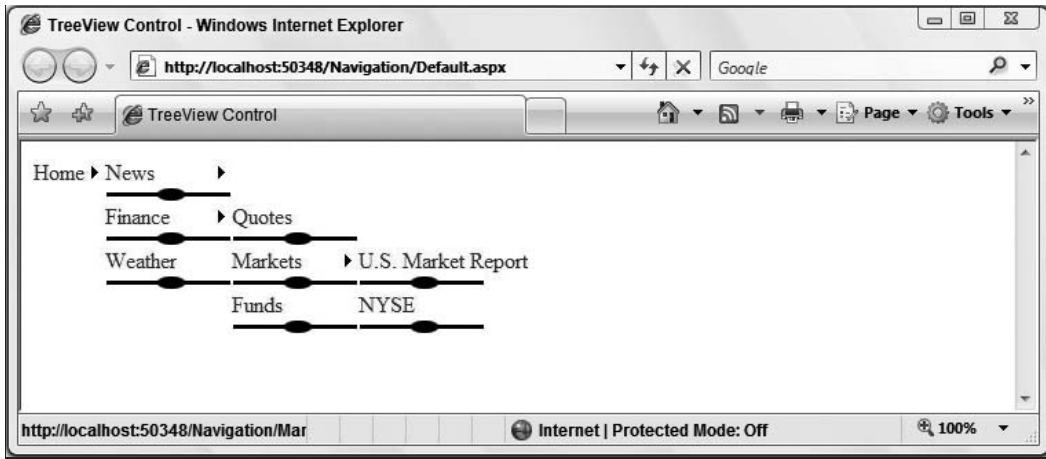 TreeView Control - Windows Internet Explorer
http://localhost:50348/Navigation/Default.aspx
Google
TreeView Control
Page
Tools
Home News
Finance Quotes
Weather Markets U.S. Market Report
Funds NYSE
http://localhost:50348/Navigation/Mar
Internet | Protected Mode: Off
100%